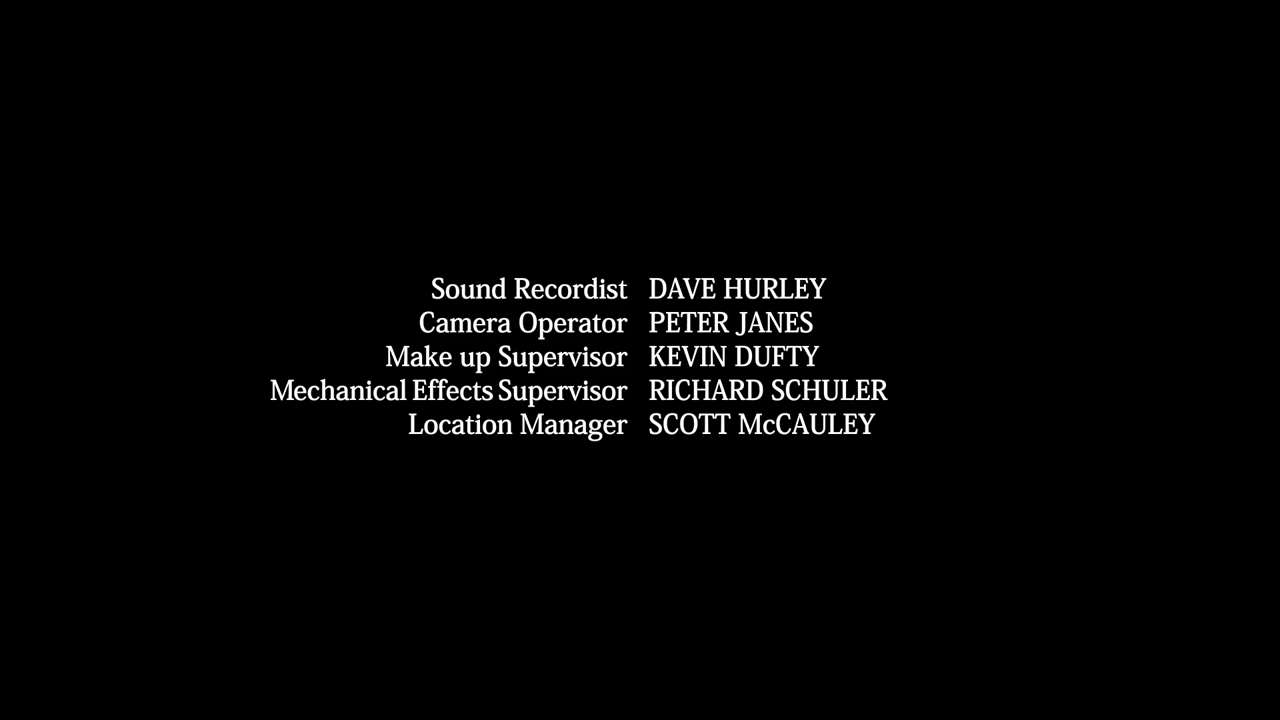 Sound Recordist DAVE HURLEY
Camera Operator PETER JANES
Make up Supervisor KEVIN DUFTY
Mechanical Effects Supervisor RICHARD SCHULER
Location Manager SCOTT McCAULEY